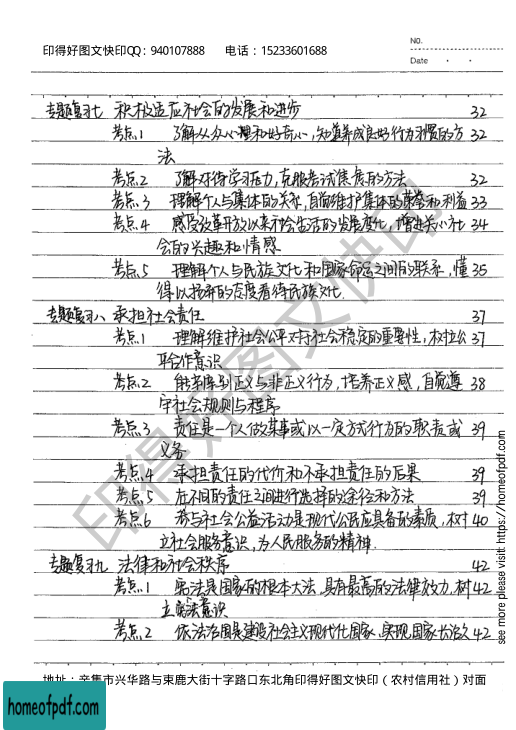 印得好图文快印QQ：940107888 电话：15233601688
NO.
Date
专题复习七 积极适应社会的发展和进步 32
考点1 了解从众心理和好奇心，知道养成良好行为习惯的方 32
法
考点2 了解对待学习压力，克服考试焦虑的方法 32
考点3 理解个人与集体的关系，自觉维护集体的荣誉和利益 33
考点4 感受改革开放以来社会生活的发展变化，增进关心社 34
会的兴趣和情感
考点5 理解个人与民族文化和国家命运之间的联系，懂 35
得以扬弃的态度看待民族文化.
专题复习八 承担社会责任 37
考点1 理解维护社会公平对于社会稳定的重要性，树立公 37
平合作意识
考点2 能够辨别正义与非正义行为，培养正义感，自觉遵 38
守社会规则与程序
考点3 责任是一个人做某事或以一定方式行为的职责或 39
义务
考点4 承担责任的代价和不承担责任的后果 39
考点5 在不同的责任之间进行选择的途径和方法 39
考点6 参与社会公益活动是现代公民应具备的素质，树 40
立社会服务意识，为人民服务的精神.
专题复习九 法律和社会秩序 42
考点1 宪法是国家的根本大法，具有最高的法律效力，树 42
立宪法意识
考点2 依法治国是建设社会主义现代化国家，实现国家长治久 42
地址：辛集市兴华路与束鹿大街十字路口东北角印得好图文快印（农村信用社）对面
印得好图文快印
homeofpdf.com
see more please visit: https://homeofpdf.com